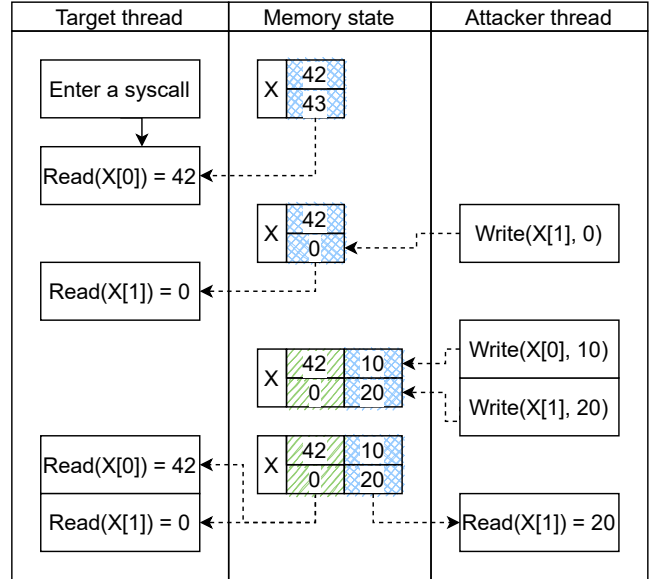 Target thread Memory state Attacker thread
Enter a syscall
X 42
43
Read(X[0]) = 42
X 42
0
Write(X[1], 0)
Read(X[1]) = 0
Write(X[0], 10)
X 42 10
0 20
Write(X[1], 20)
Read(X[0]) = 42
X 42 10
0 20
Read(X[1]) = 0
Read(X[1]) = 20